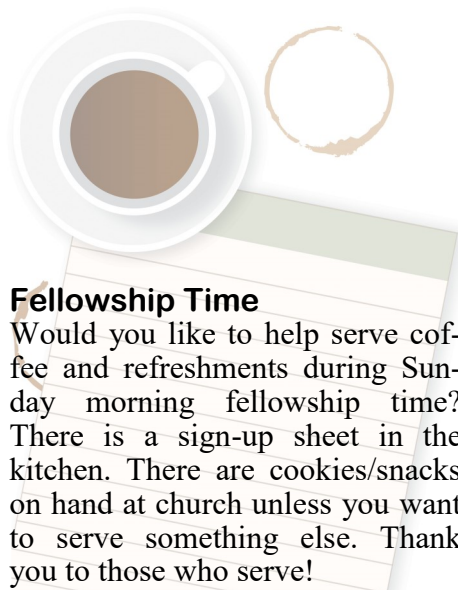 Fellowship Time
Would you like to help serve cof-
fee and refreshments during Sun-
day morning fellowship time?
There is a sign-up sheet in the
kitchen. There are cookies/snacks
on hand at church unless you want
to serve something else. Thank
you to those who serve!